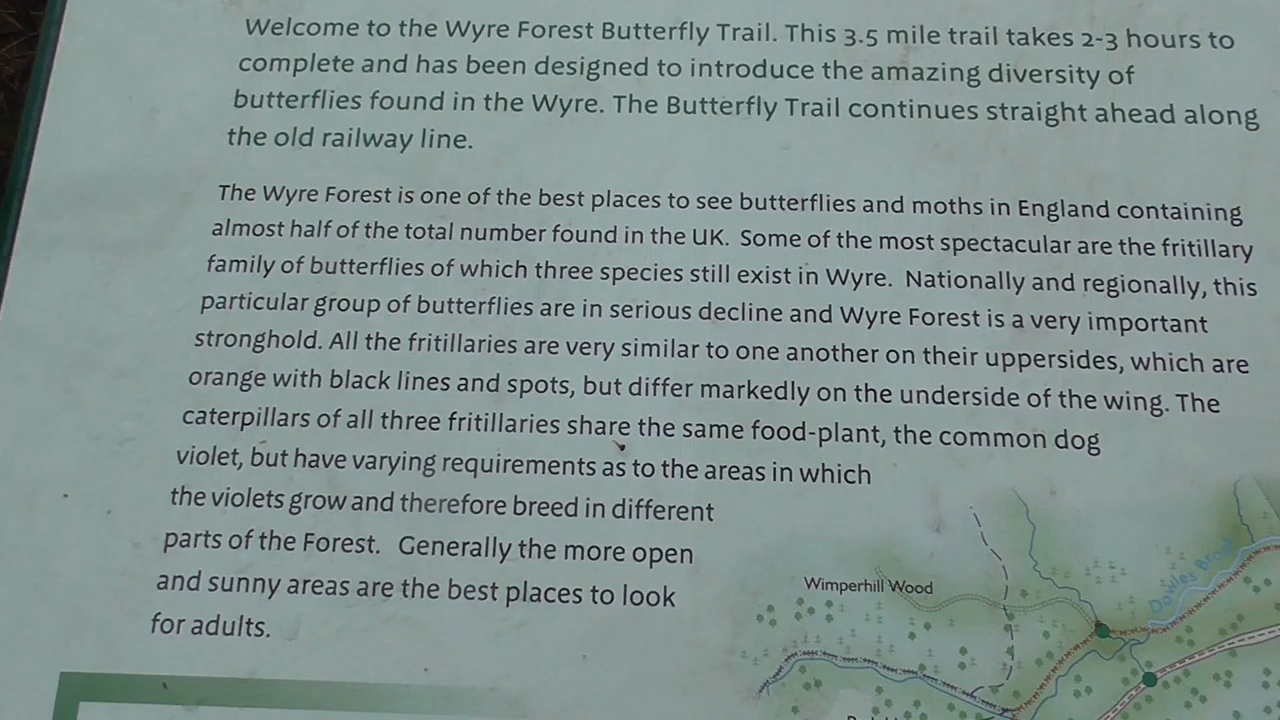 Welcome to the Wyre Forest Butterfly Trail. This 3.5 mile trail takes 2-3 hours to
complete and has been designed to introduce the amazing diversity of
butterflies found in the Wyre. The Butterfly Trail continues straight ahead along
the old railway line.
The Wyre Forest is one of the best places to see butterflies and moths in England containing
almost half of the total number found in the UK. Some of the most spectacular are the fritillary
family of butterflies of which three species still exist in Wyre. Nationally and regionally, this
particular group of butterflies are in serious decline and Wyre Forest is a very important
stronghold. All the fritillaries are very similar to one another on their uppersides, which are
orange with black lines and spots, but differ markedly on the underside of the wing. The
caterpillars of all three fritillaries share the same food-plant, the common dog
violet, but have varying requirements as to the areas in which
the violets grow and therefore breed in different
parts of the Forest. Generally the more open
and sunny areas are the best places to look
for adults.
Wimperhill Wood
Dowles Brook